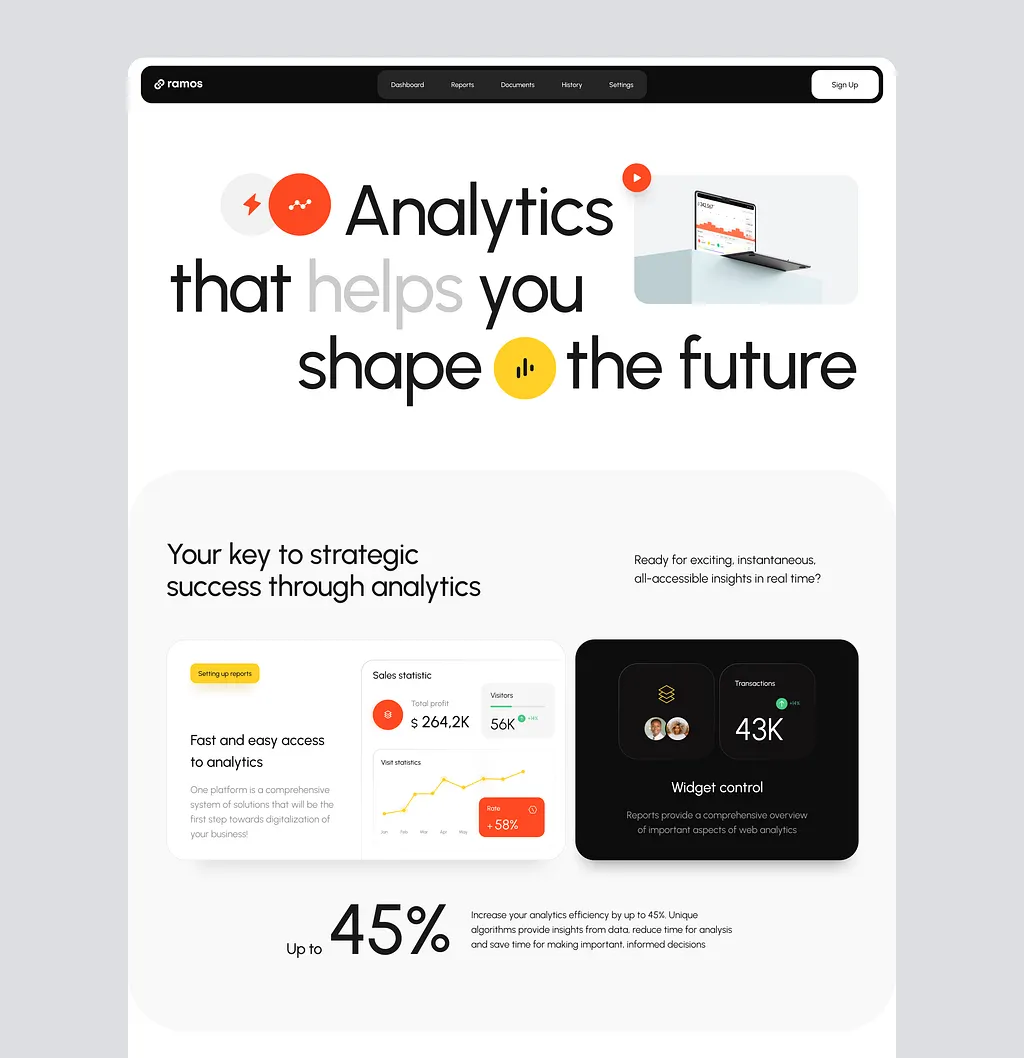 ramos
Dashboard
Reports
Documents
History
Settings
Sign Up
Analytics
that helps you
shape the future
Your key to strategic
success through analytics
Ready for exciting, instantaneous,
all-accessible insights in real time?
Setting up reports
Fast and easy access
to analytics
One platform is a comprehensive
system of solutions that will be the
first step towards digitalization of
your business!
Sales statistic
Total profit
$ 264,2K
Visitors
56K
Visit statistics
Jan Feb Mar Apr May
Rate
+ 58%
Transactions
43K
Widget control
Reports provide a comprehensive overview
of important aspects of web analytics
Up to 45%
Increase your analytics efficiency by up to 45%. Unique
algorithms provide insights from data, reduce time for analysis
and save time for making important, informed decisions